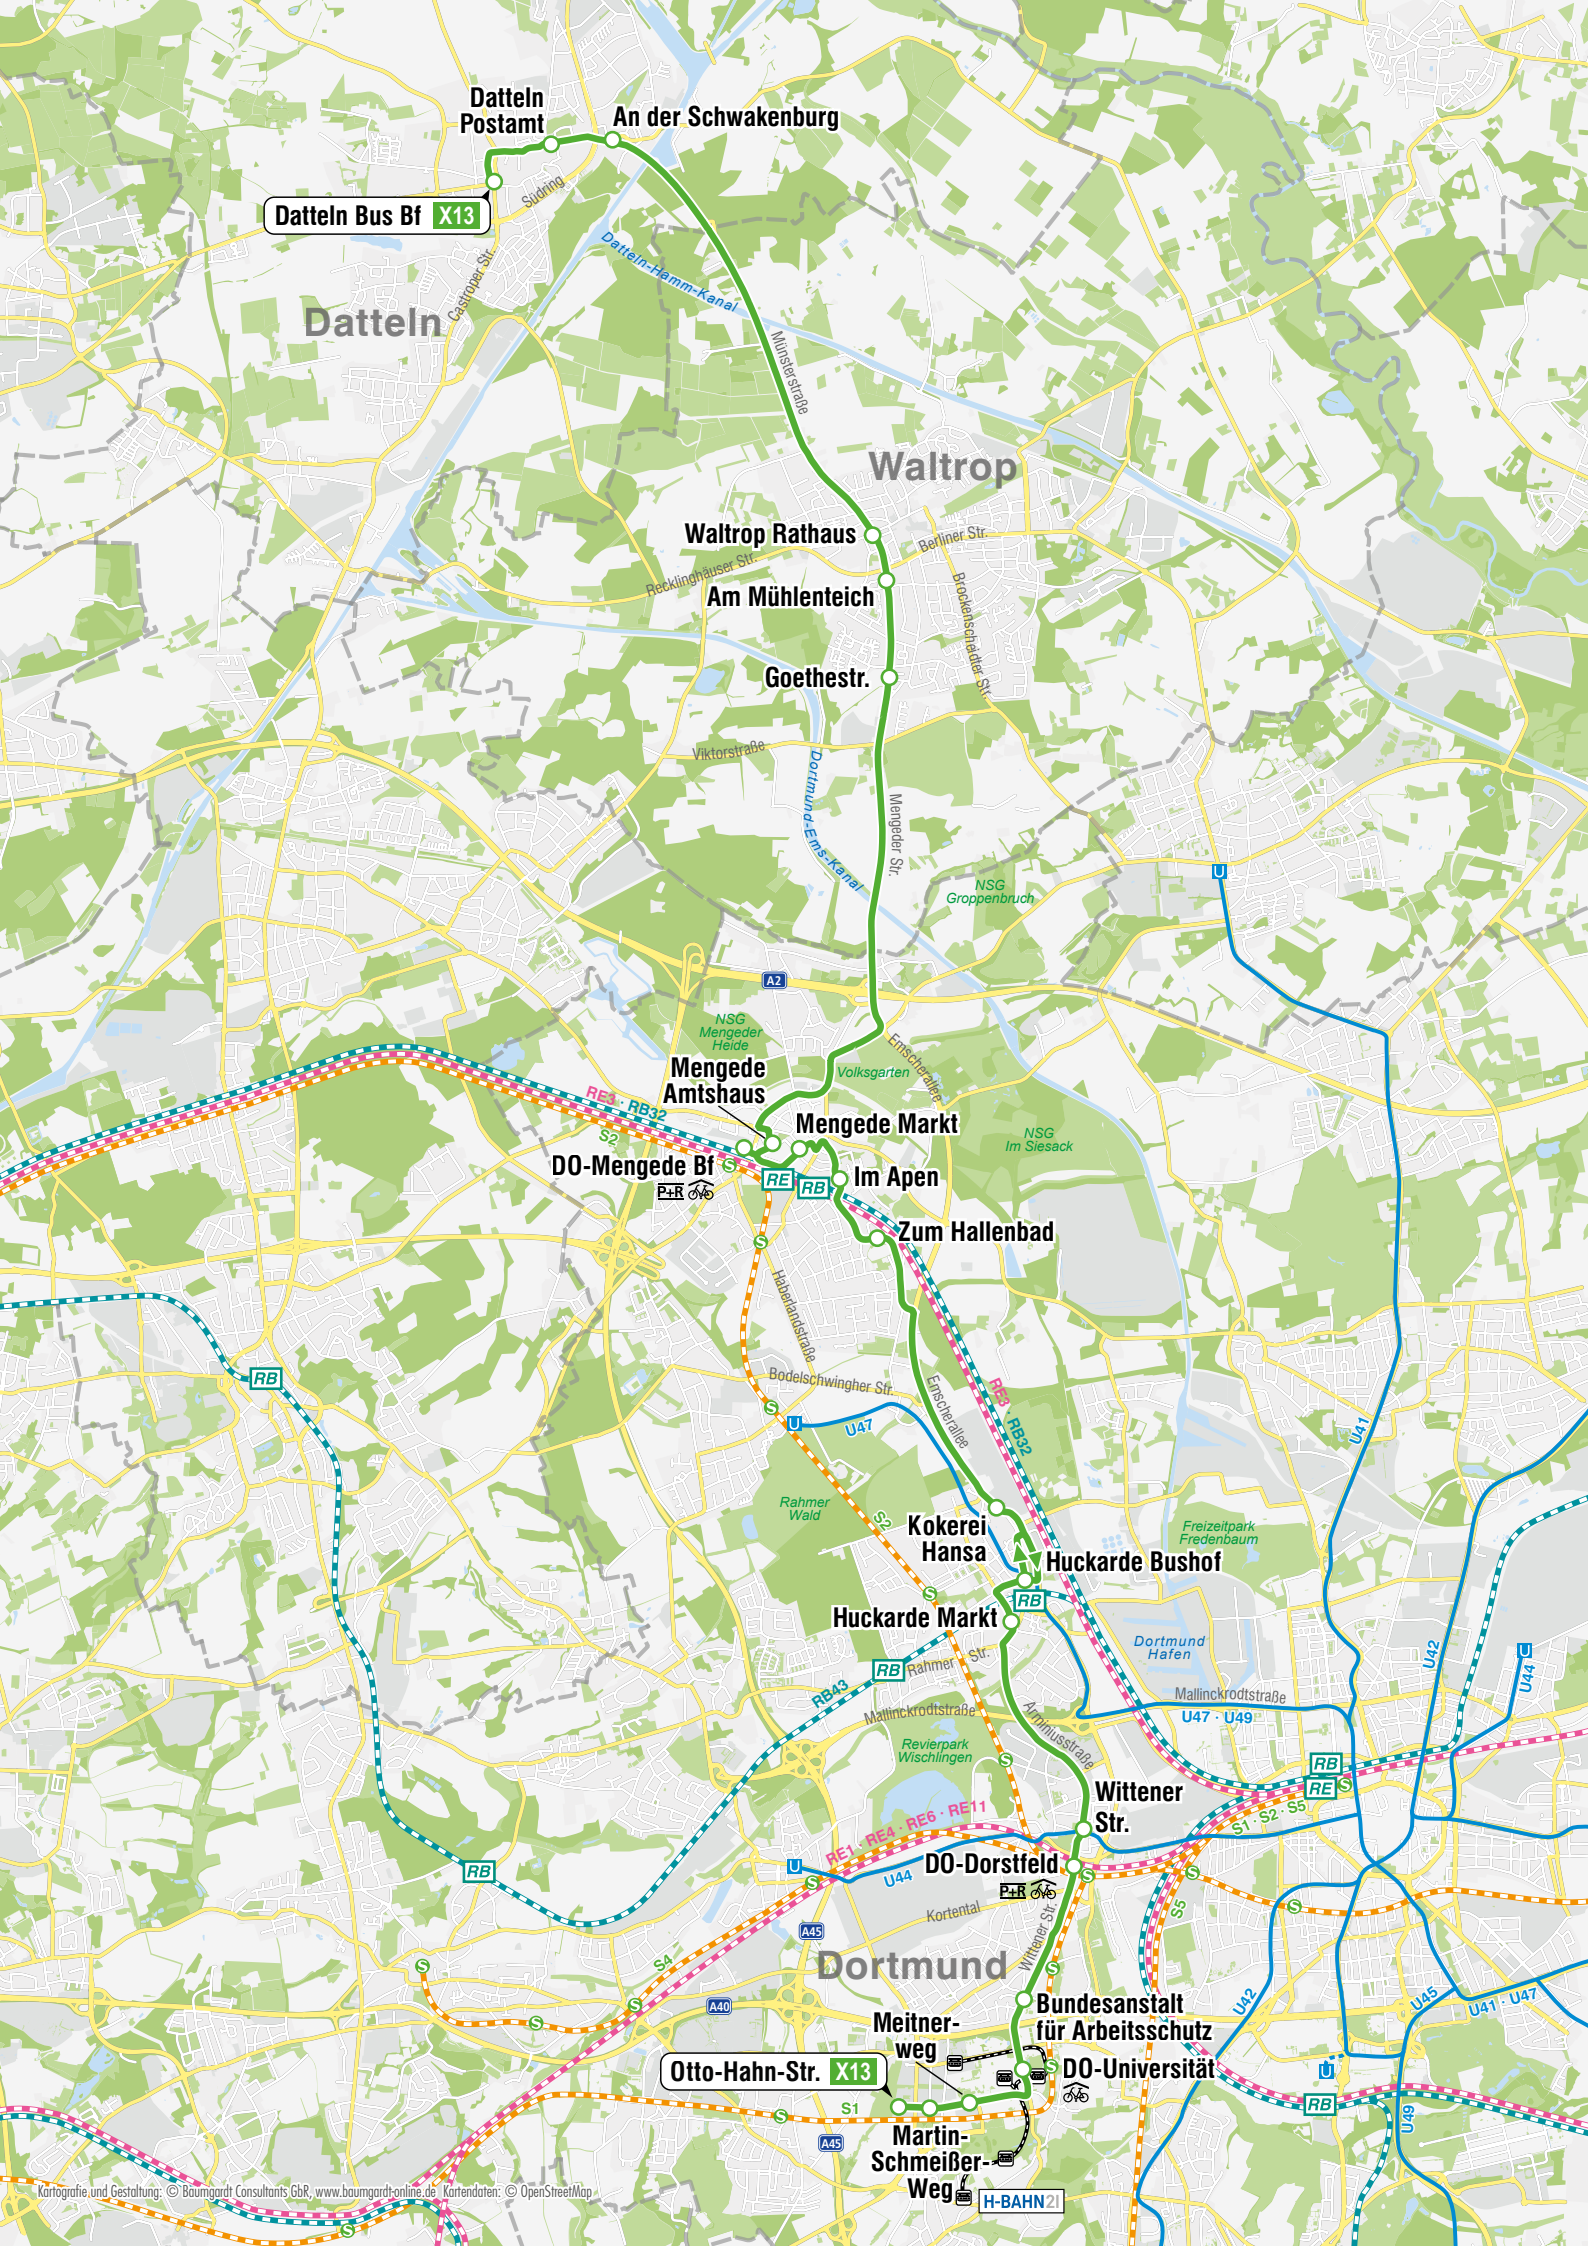 Datteln
Postamt
An der Schwakenburg
Südring
Datteln Bus Bf X13
Castroper Str.
Datteln-Hamm-Kanal
Datteln
Münsterstraße
Waltrop
Waltrop Rathaus
Berliner Str.
Recklinghäuser Str.
Am Mühlenteich
Brockenscheidter Str.
Goethestr.
Viktorstraße
Dortmund-Ems-Kanal
Mengeder Str.
U
NSG
Groppenbruch
A2
NSG
Mengeder
Heide
Emscherallee
Volksgarten
Mengede
Amtshaus
RE3 · RB32
S2
Mengede Markt
NSG
Im Siesack
DO-Mengede Bf
S
P+R
RE
RB
Im Apen
Zum Hallenbad
S
Haberlandstraße
RB
Bodelschwingher Str.
Emscherallee
RE3 · RB32
S
U
U47
U41
Rahmer
Wald
S2
Kokerei
Hansa
Freizeitpark
Fredenbaum
Huckarde Bushof
S
RB
Huckarde Markt
Dortmund
Hafen
U42
U
U44
RB
Rahmer Str.
RB43
Mallinckrodtstraße
Mallinckrodtstraße
U47 · U49
Arminiusstraße
Revierpark
Wischlingen
S
RB
RE
S
Wittener
Str.
RE1 · RE4 · RE6 · RE11
S1 · S2 · S5
RB
U
U44
S
DO-Dorstfeld
S
P+R
S
S5
S
Kortental
Wittener Str.
A45
Dortmund
S4
S
S
S
S
A40
Bundesanstalt
für Arbeitsschutz
U42
U45
U41 · U47
Meitner-
weg
Otto-Hahn-Str. X13
S
DO-Universität
U
S1
S
RB
U49
Martin-
Schmeißer-
Weg
A45
H-BAHN21
S
Kartografie und Gestaltung: © Baumgardt Consultants GbR, www.baumgardt-online.de Kartendaten: © OpenStreetMap